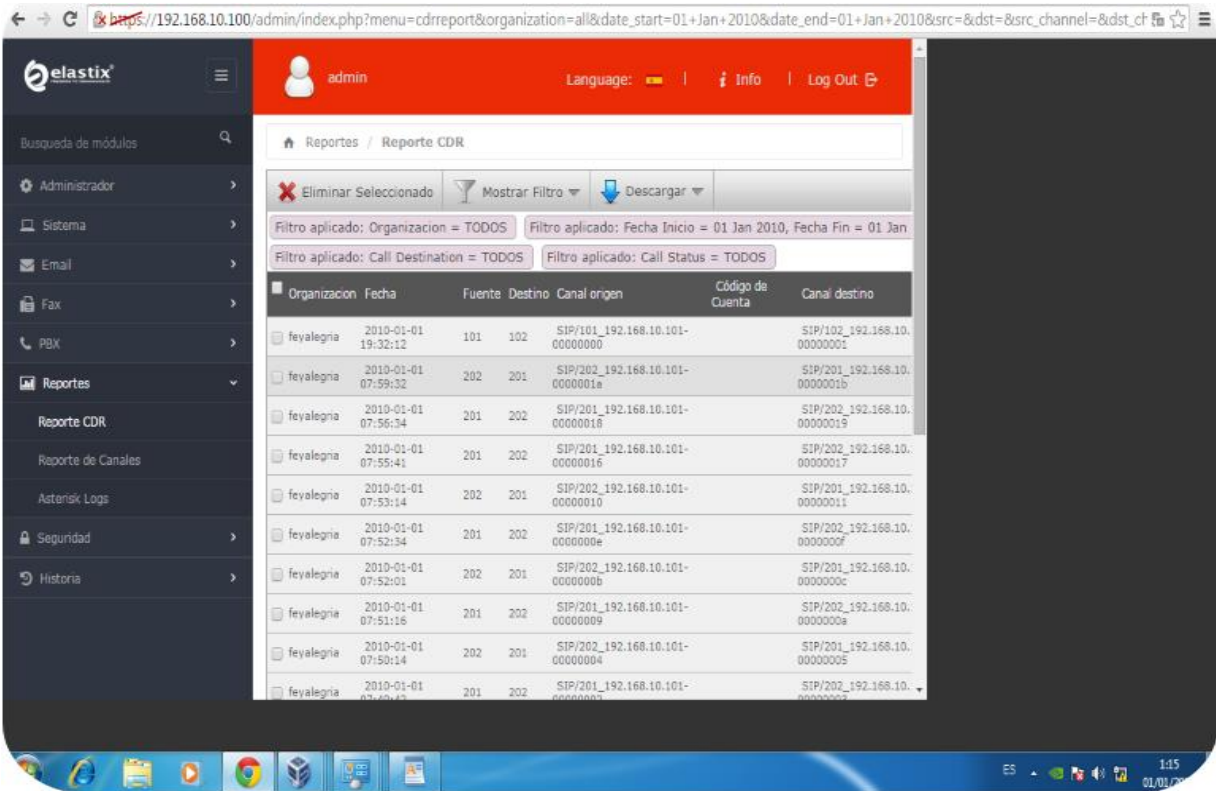 https://192.168.10.100/admin/index.php?menu=cdrreport&organization=all&date_start=01+Jan+2010&date_end=01+Jan+2010&src=&dst=&src_channel=&dst_ch
elastix
admin
Language:
Info
Log Out
Busqueda de módulos
Administrador
Sistema
Email
Fax
PBX
Reportes
Reporte CDR
Reporte de Canales
Asterisk Logs
Seguridad
Historia
Reportes / Reporte CDR
Eliminar Seleccionado
Mostrar Filtro
Descargar
Filtro aplicado: Organizacion = TODOS
Filtro aplicado: Fecha Inicio = 01 Jan 2010, Fecha Fin = 01 Jan
Filtro aplicado: Call Destination = TODOS
Filtro aplicado: Call Status = TODOS
Organizacion Fecha Fuente Destino Canal origen Código de Cuenta Canal destino
feyalegria 2010-01-01 19:32:12 101 102 SIP/101_192.168.10.101-00000000 SIP/102_192.168.10. 00000001
feyalegria 2010-01-01 07:59:32 202 201 SIP/202_192.168.10.101-0000001a SIP/201_192.168.10. 0000001b
feyalegria 2010-01-01 07:56:34 201 202 SIP/201_192.168.10.101-00000018 SIP/202_192.168.10. 00000019
feyalegria 2010-01-01 07:55:41 201 202 SIP/201_192.168.10.101-00000016 SIP/202_192.168.10. 00000017
feyalegria 2010-01-01 07:53:14 202 201 SIP/202_192.168.10.101-00000010 SIP/201_192.168.10. 00000011
feyalegria 2010-01-01 07:52:34 201 202 SIP/201_192.168.10.101-0000000e SIP/202_192.168.10. 0000000f
feyalegria 2010-01-01 07:52:01 202 201 SIP/202_192.168.10.101-0000000b SIP/201_192.168.10. 0000000c
feyalegria 2010-01-01 07:51:16 201 202 SIP/201_192.168.10.101-00000009 SIP/202_192.168.10. 0000000a
feyalegria 2010-01-01 07:50:14 202 201 SIP/202_192.168.10.101-00000004 SIP/201_192.168.10. 00000005
feyalegria 2010-01-01 201 202 SIP/201_192.168.10.101- SIP/202_192.168.10.
ES
1:15